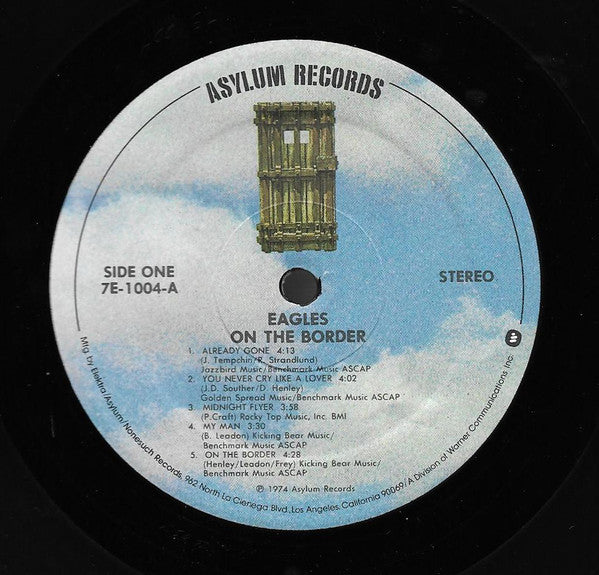 ASYLUM RECORDS
SIDE ONE
7E-1004-A
STEREO
EAGLES
ON THE BORDER
1. ALREADY GONE 4:13
(J. Tempchin/R. Strandlund)
Jazzbird Music/Benchmark Music ASCAP
2. YOU NEVER CRY LIKE A LOVER 4:02
(J.D. Souther/D. Henley)
Golden Spread Music/Benchmark Music ASCAP
3. MIDNIGHT FLYER 3:58
(P.Craft) Rocky Top Music, Inc. BMI
4. MY MAN 3:30
(B. Leadon) Kicking Bear Music/
Benchmark Music ASCAP
5. ON THE BORDER 4:28
(Henley/Leadon/Frey) Kicking Bear Music/
Benchmark Music ASCAP
℗ 1974 Asylum Records
Mfg. by Elektra/Asylum/Nonesuch Records, 962 North La Cienega Blvd., Los Angeles, California 90069/A Division of Warner Communications Inc.